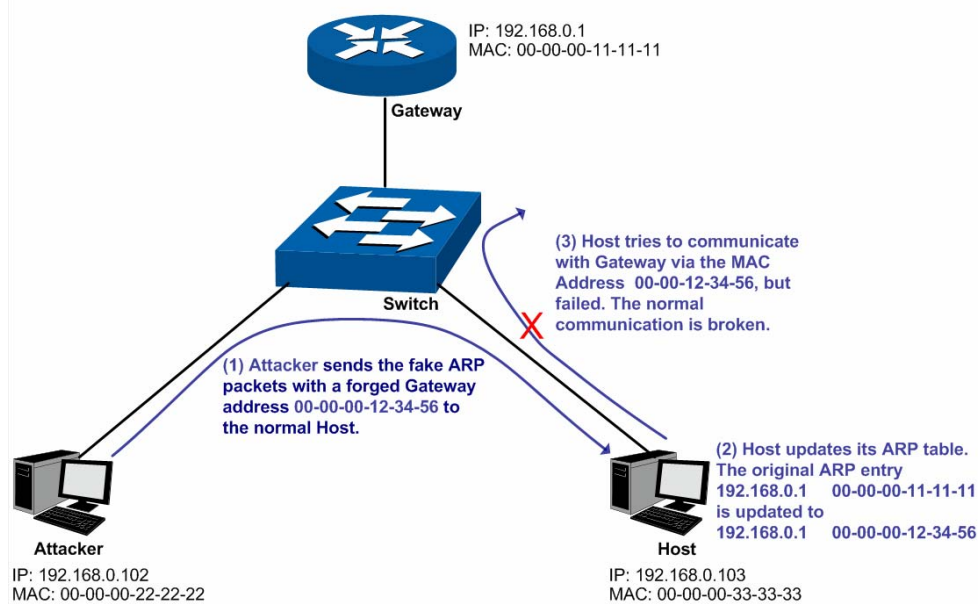 IP: 192.168.0.1
MAC: 00-00-00-11-11-11
Gateway
Switch
(3) Host tries to communicate
with Gateway via the MAC
Address 00-00-12-34-56, but
failed. The normal
communication is broken.
X
(1) Attacker sends the fake ARP
packets with a forged Gateway
address 00-00-00-12-34-56 to
the normal Host.
(2) Host updates its ARP table.
The original ARP entry
192.168.0.1 00-00-00-11-11-11
is updated to
192.168.0.1 00-00-00-12-34-56
Attacker
IP: 192.168.0.102
MAC: 00-00-00-22-22-22
Host
IP: 192.168.0.103
MAC: 00-00-00-33-33-33